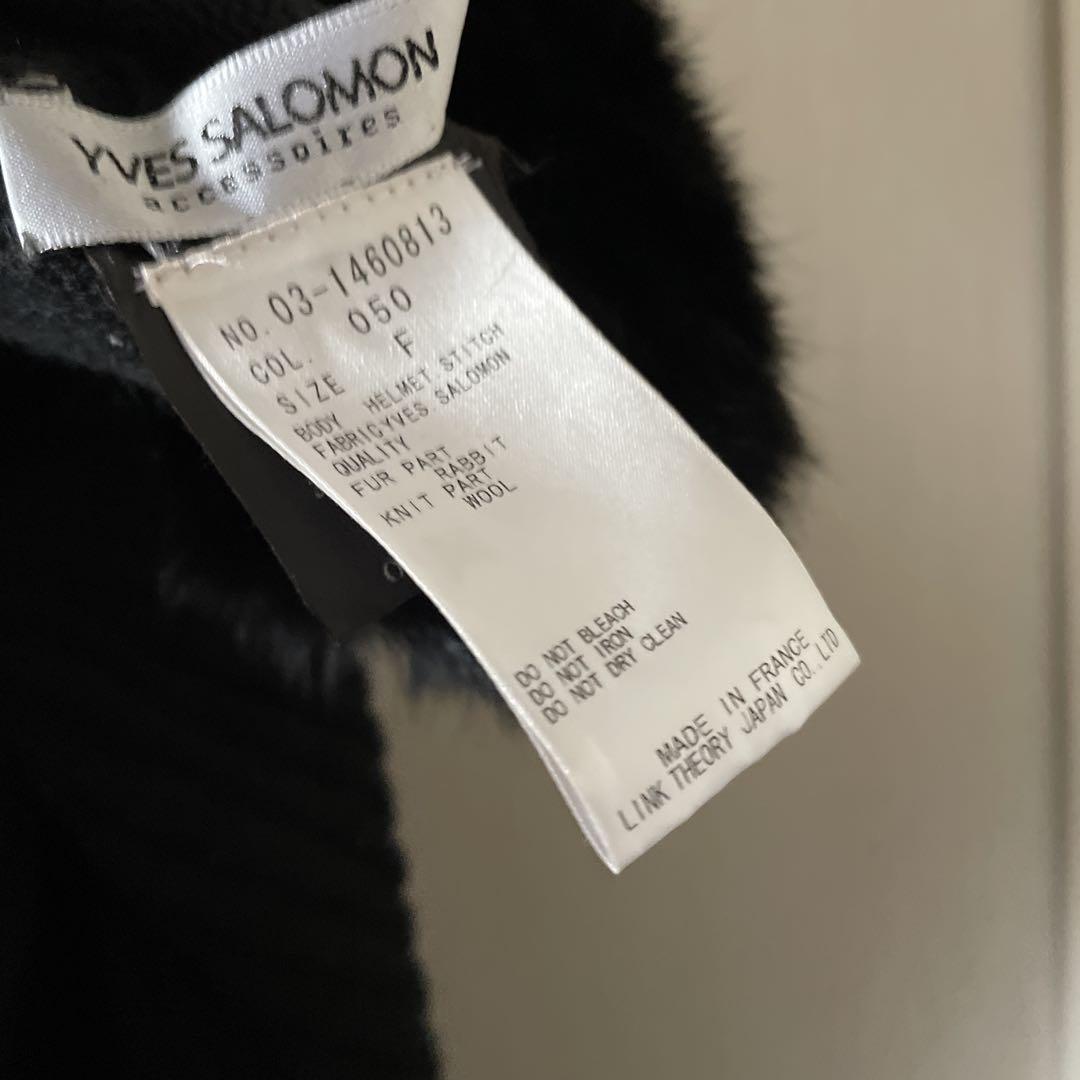 YVES SALOMON
accessoires
NO. 03-1460813
COL. 050
SIZE F
BODY HELMET STITCH
FABRICYVES SALOMON
QUALITY
FUR PART
RABBIT
KNIT PART
WOOL
DO NOT BLEACH
DO NOT IRON
DO NOT DRY CLEAN
MADE IN FRANCE
LINK THEORY JAPAN CO.,LTD